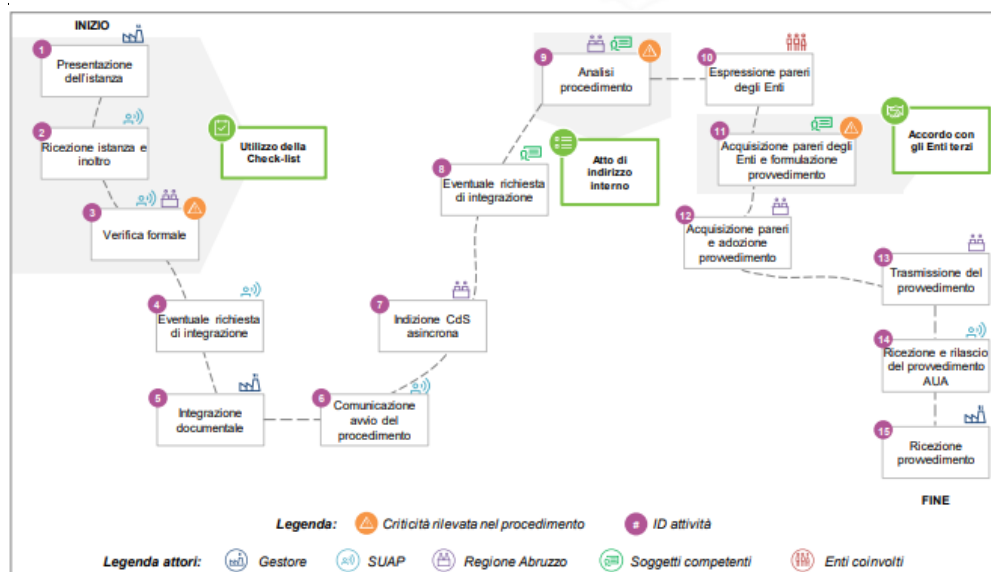 INIZIO
1
Presentazione
dell'istanza
2
Ricezione istanza e
inoltro
Utilizzo della
Check-list
3
Verifica formale
4
Eventuale richiesta
di integrazione
5
Integrazione
documentale
6
Comunicazione
avvio del
procedimento
7
Indizione CdS
asincrona
8
Eventuale richiesta
di integrazione
Atto di
indirizzo
interno
9
Analisi
procedimento
10
Espressione pareri
degli Enti
11
Acquisizione pareri degli
Enti e formulazione
provvedimento
Accordo con
gli Enti terzi
12
Acquisizione pareri
e adozione
provvedimento
13
Trasmissione del
provvedimento
14
Ricezione e rilascio
del provvedimento
AUA
15
Ricezione
provvedimento
FINE
Legenda: Criticità rilevata nel procedimento # ID attività
Legenda attori: Gestore SUAP Regione Abruzzo Soggetti competenti Enti coinvolti